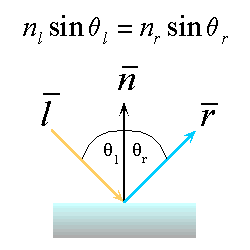 n_l sin θ_l = n_r sin θ_r
n̅
l̅ r̅
θ_l θ_r